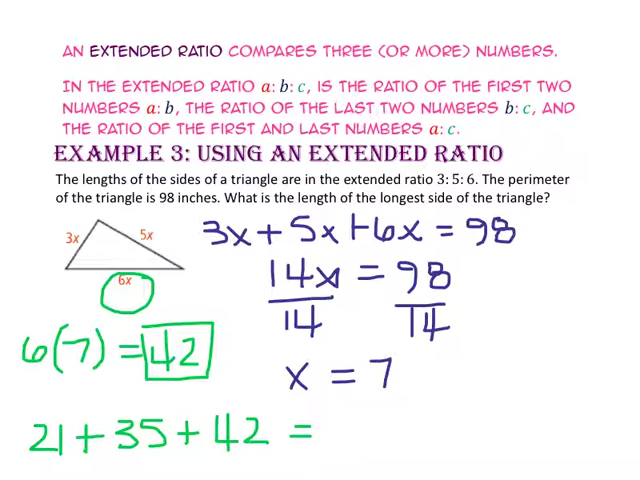 AN EXTENDED RATIO COMPARES THREE (OR MORE) NUMBERS.
IN THE EXTENDED RATIO a: b: c, IS THE RATIO OF THE FIRST TWO
NUMBERS a: b, THE RATIO OF THE LAST TWO NUMBERS b: c, AND
THE RATIO OF THE FIRST AND LAST NUMBERS a: c.
EXAMPLE 3: USING AN EXTENDED RATIO
The lengths of the sides of a triangle are in the extended ratio 3: 5: 6. The perimeter
of the triangle is 98 inches. What is the length of the longest side of the triangle?
3x 5x
6x
3x + 5x + 6x = 98
14x = 98
14 14
x = 7
6(7) = 42
21 + 35 + 42 =